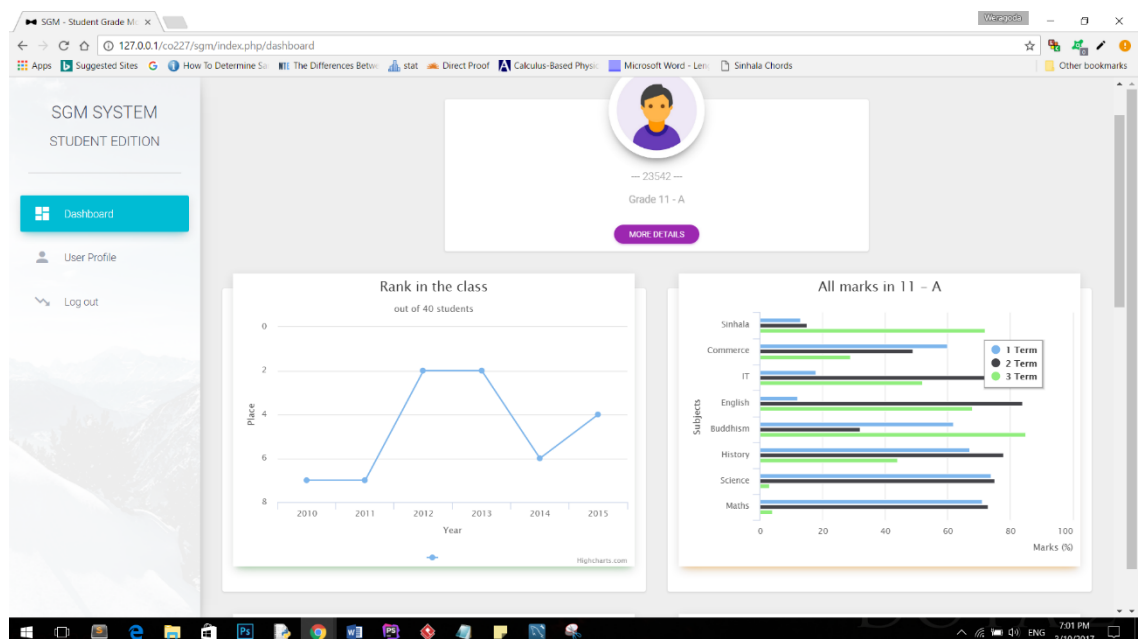 SGM - Student Grade Mo
Weragoda
127.0.0.1/co227/sgm/index.php/dashboard
Apps
Suggested Sites
How To Determine Sa
The Differences Betwe
stat
Direct Proof
Calculus-Based Physic
Microsoft Word - Len
Sinhala Chords
Other bookmarks
SGM SYSTEM
STUDENT EDITION
Dashboard
User Profile
Log out
— 23542 —
Grade 11 - A
MORE DETAILS
Rank in the class
out of 40 students
Place
0
2
4
6
8
2010 2011 2012 2013 2014 2015
Year
Highcharts.com
All marks in 11 – A
Subjects
Sinhala
Commerce
IT
English
Buddhism
History
Science
Maths
1 Term
2 Term
3 Term
0 20 40 60 80 100
Marks (%)
ENG
7:01 PM